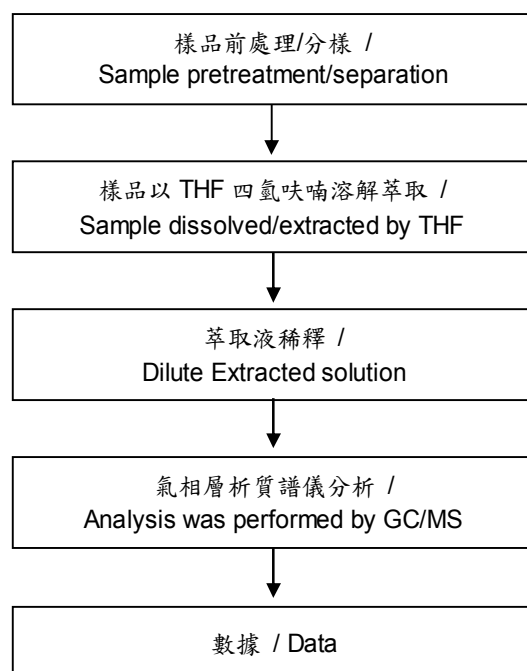 樣品前處理/分樣 /
Sample pretreatment/separation
樣品以 THF 四氫呋喃溶解萃取 /
Sample dissolved/extracted by THF
萃取液稀釋 /
Dilute Extracted solution
氣相層析質譜儀分析 /
Analysis was performed by GC/MS
數據 / Data